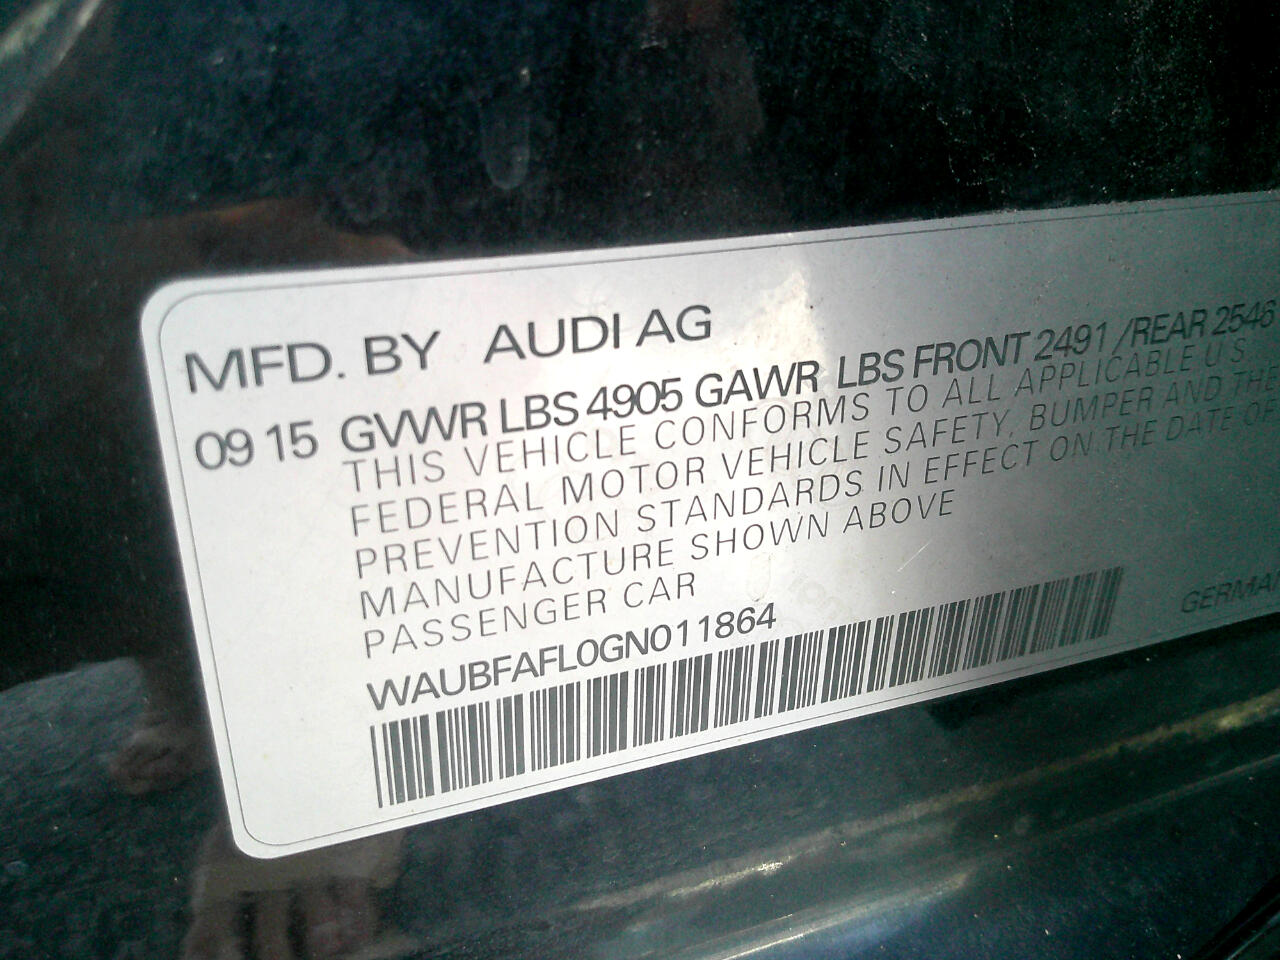 MFD. BY AUDI AG
09 15 GVWR LBS 4905 GAWR LBS FRONT 2491 /REAR 2546
THIS VEHICLE CONFORMS TO ALL APPLICABLE U S
FEDERAL MOTOR VEHICLE SAFETY, BUMPER AND THE
PREVENTION STANDARDS IN EFFECT ON THE DATE OF
MANUFACTURE SHOWN ABOVE
PASSENGER CAR
WAUBFAFL0GN011864